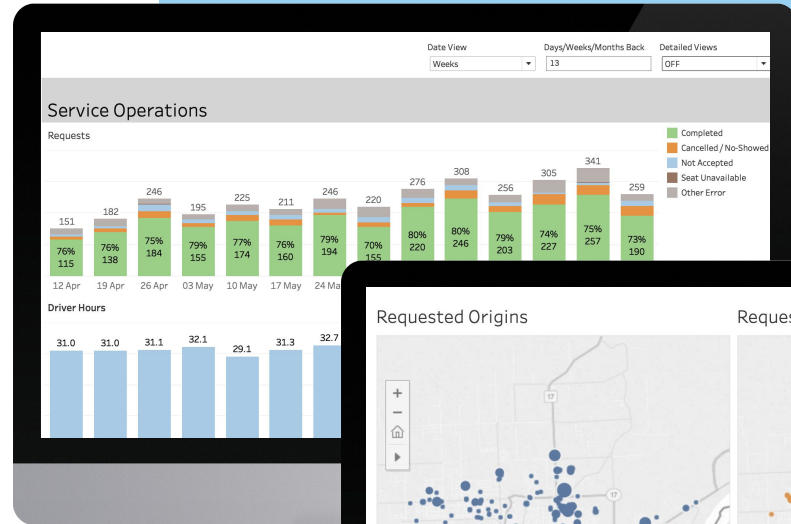 Date View
Days/Weeks/Months Back
Detailed Views
Weeks
13
OFF
Service Operations
Requests
Completed
Cancelled / No-Showed
Not Accepted
Seat Unavailable
Other Error
151 182 246 195 225 211 246 220 276 308 256 305 341 259
76% 76% 75% 79% 77% 76% 79% 70% 80% 80% 79% 74% 75% 73%
115 138 184 155 174 160 194 155 220 246 203 227 257 190
12 Apr 19 Apr 26 Apr 03 May 10 May 17 May 24 Ma
Driver Hours
31.0 31.0 31.1 32.1 29.1 31.3 32.7
Requested Origins
Reques
+
−
17
17